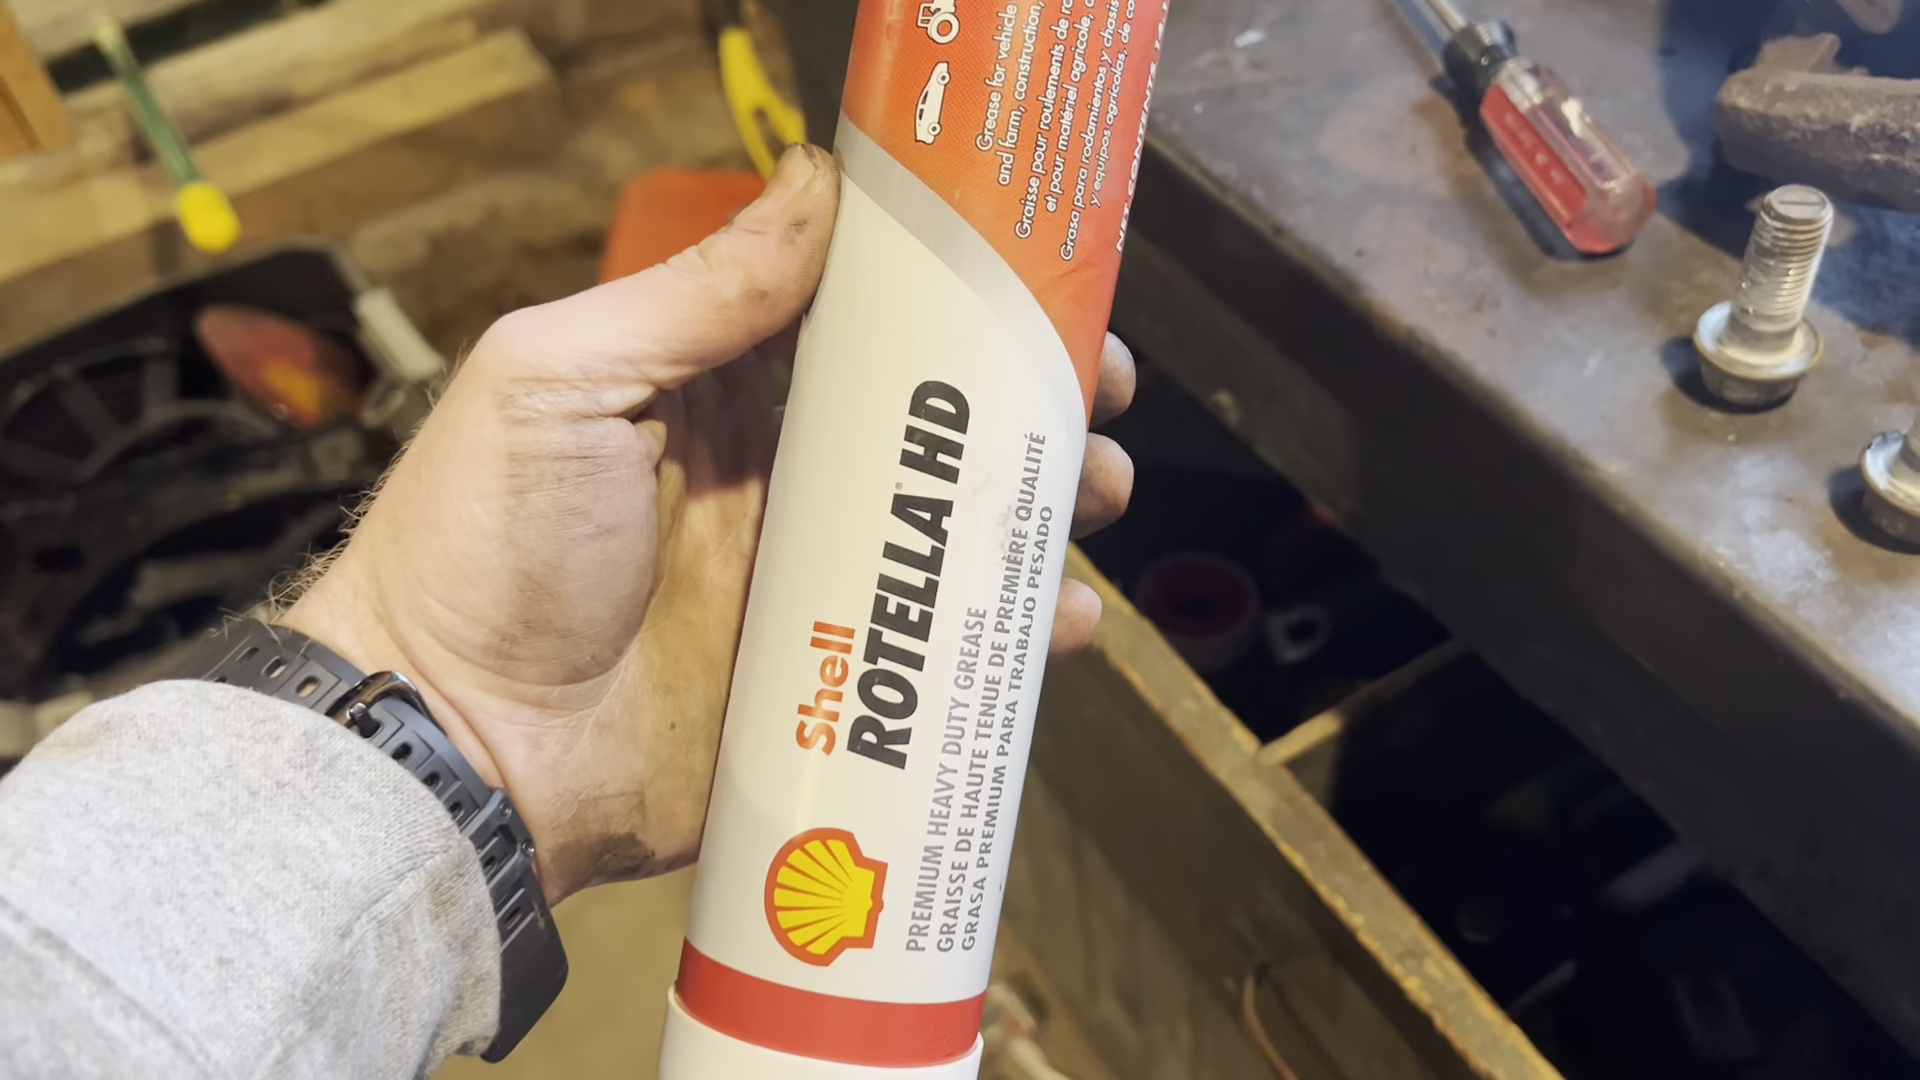 Shell
ROTELLA® HD
PREMIUM HEAVY DUTY GREASE
GRAISSE DE HAUTE TENUE DE PREMIÈRE QUALITÉ
GRASA PREMIUM PARA TRABAJO PESADO
Grease for vehicle
and farm, construction,
Graisse pour roulements de
et pour matériel agricole,
Grasa para rodamientos y chasis
y equipos agrícolas, de
NET CONTENTS